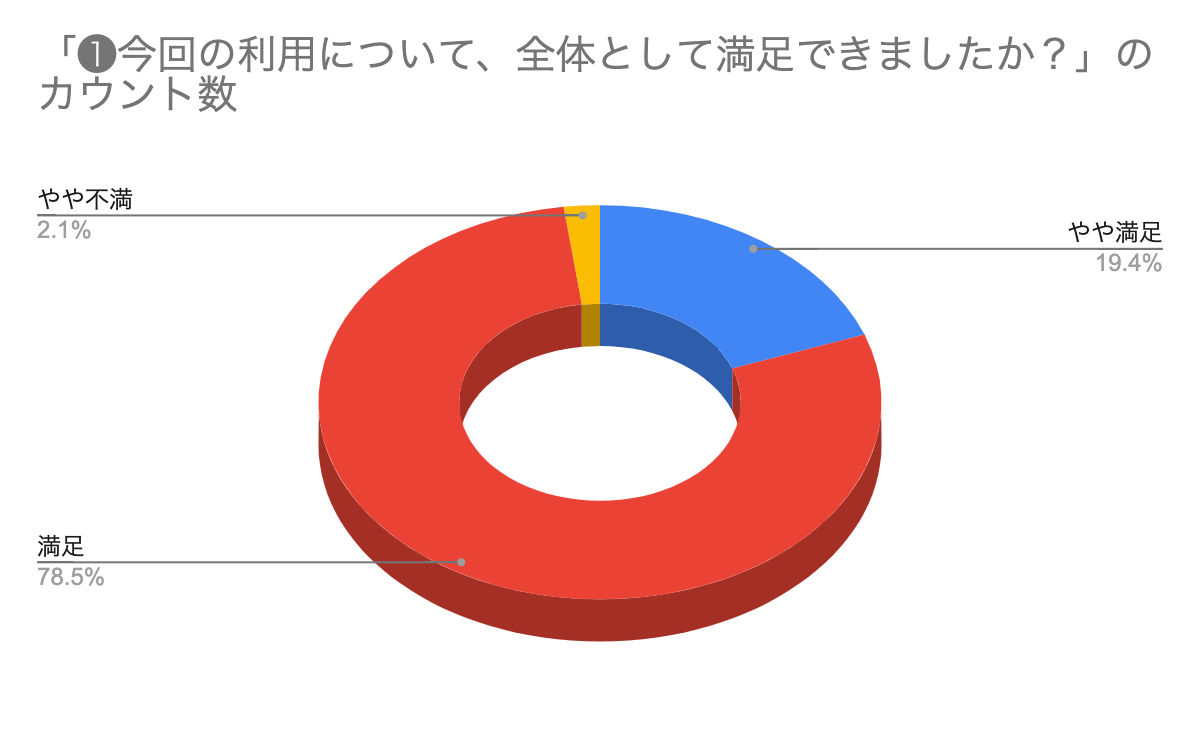 「❶今回の利用について、全体として満足できましたか？」の
カウント数
やや不満
2.1%
やや満足
19.4%
満足
78.5%